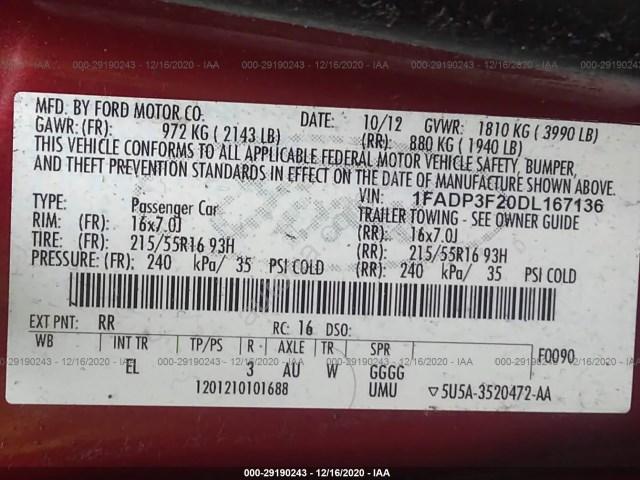 000-29190243 - 12/16/2020 - IAA
MFD. BY FORD MOTOR CO. DATE: 10/12 GVWR: 1810 KG ( 3990 LB)
GAWR: (FR): 972 KG ( 2143 LB) (RR): 880 KG ( 1940 LB)
THIS VEHICLE CONFORMS TO ALL APPLICABLE FEDERAL MOTOR VEHICLE SAFETY, BUMPER,
AND THEFT PREVENTION STANDARDS IN EFFECT ON THE DATE OF MANUFACTURE SHOWN ABOVE.
VIN: 1FADP3F20DL167136
TYPE: Passenger Car TRAILER TOWING - SEE OWNER GUIDE
RIM: (FR) 16x7.0J (RR): 16x7.0J
TIRE: (FR) 215/55R16 93H (RR): 215/55R16 93H
PRESSURE: (FR): 240 kPa/ 35 PSI COLD (RR): 240 kPa/ 35 PSI COLD
EXT PNT: RR RC: 16 DSO: F0090
WB INT TR TP/PS R AXLE TR SPR
EL 3 AU W GGGG
1201210101688 UMU 5U5A-3520472-AA
000-29190243 - 12/16/2020 - IAA